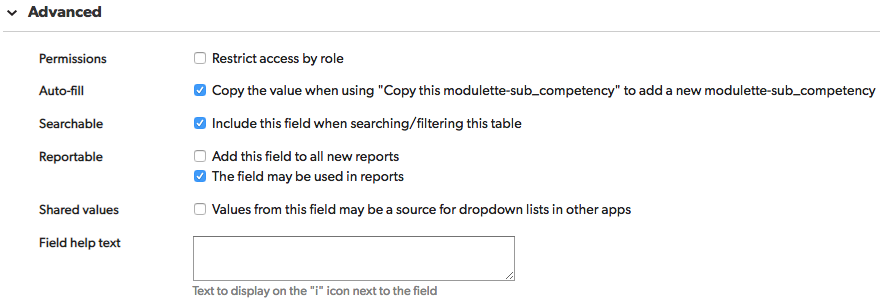 Advanced
Permissions Restrict access by role
Auto-fill Copy the value when using "Copy this modulette-sub_competency" to add a new modulette-sub_competency
Searchable Include this field when searching/filtering this table
Reportable Add this field to all new reports
The field may be used in reports
Shared values Values from this field may be a source for dropdown lists in other apps
Field help text
Text to display on the "i" icon next to the field